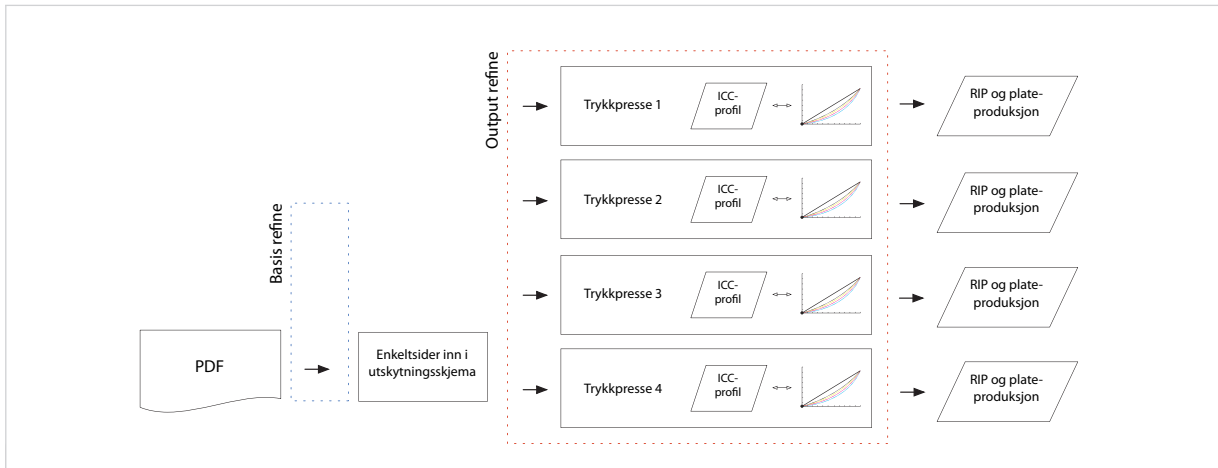 PDF
Basis refine
Enkeltsider inn i
utskytningsskjema
Output refine
Trykkpresse 1
ICC-
profil
RIP og plate-
produksjon
Trykkpresse 2
ICC-
profil
RIP og plate-
produksjon
Trykkpresse 3
ICC-
profil
RIP og plate-
produksjon
Trykkpresse 4
ICC-
profil
RIP og plate-
produksjon